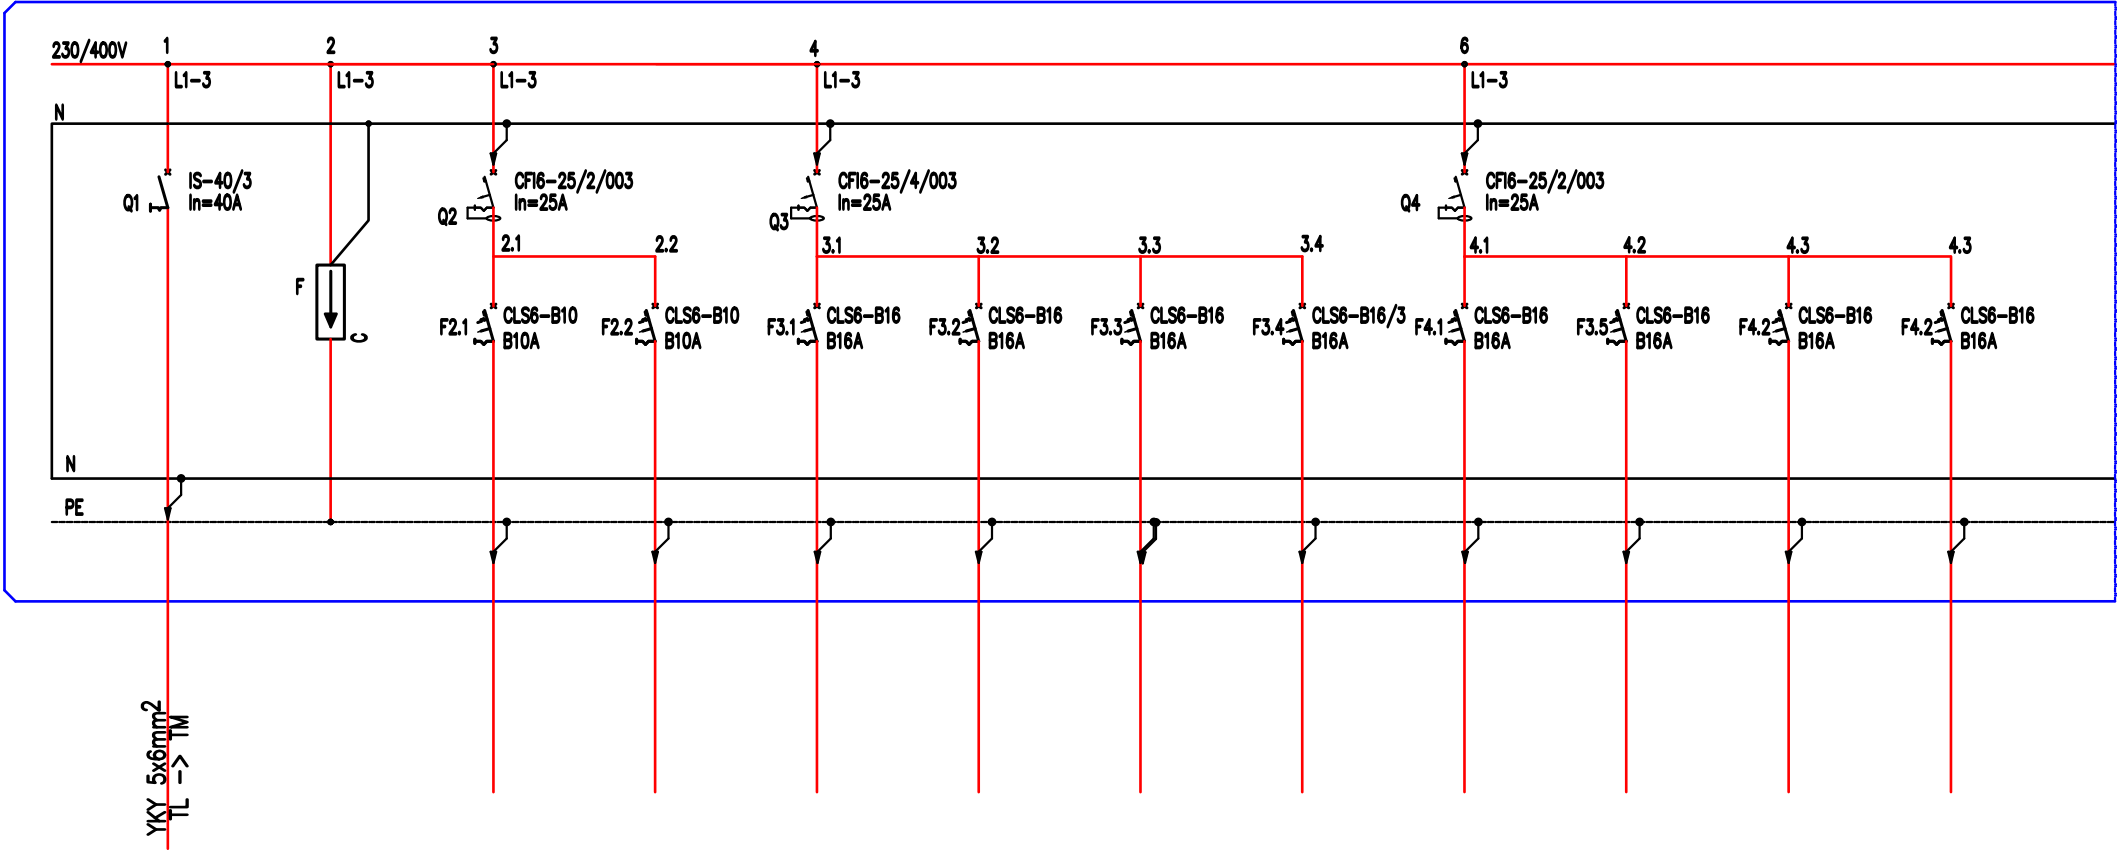 230/400V
1
2
3
4
6
L1-3
L1-3
L1-3
L1-3
L1-3
N
Q1
IS-40/3
In=40A
Q2
CFI6-25/2/003
In=25A
Q3
CFI6-25/4/003
In=25A
Q4
CFI6-25/2/003
In=25A
2.1
2.2
3.1
3.2
3.3
3.4
4.1
4.2
4.3
4.3
F
C
F2.1
CLS6-B10
B10A
F2.2
CLS6-B10
B10A
F3.1
CLS6-B16
B16A
F3.2
CLS6-B16
B16A
F3.3
CLS6-B16
B16A
F3.4
CLS6-B16/3
B16A
F4.1
CLS6-B16
B16A
F3.5
CLS6-B16
B16A
F4.2
CLS6-B16
B16A
F4.2
CLS6-B16
B16A
N
PE
YKY 5x6mm²
TL -> TM